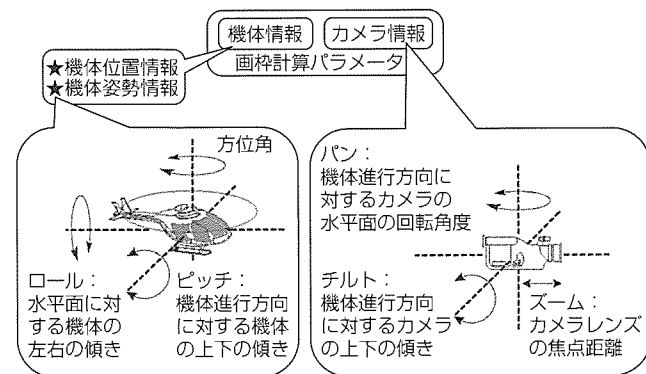 機体情報
カメラ情報
画枠計算パラメータ
★機体位置情報
★機体姿勢情報
方位角
ロール：
水平面に対
する機体の
左右の傾き
ピッチ：
機体進行方向
に対する機体
の上下の傾き
パン：
機体進行方向に
対するカメラの
水平面の回転角度
チルト：
機体進行方向
に対するカメラ
の上下の傾き
ズーム：
カメラレンズ
の焦点距離